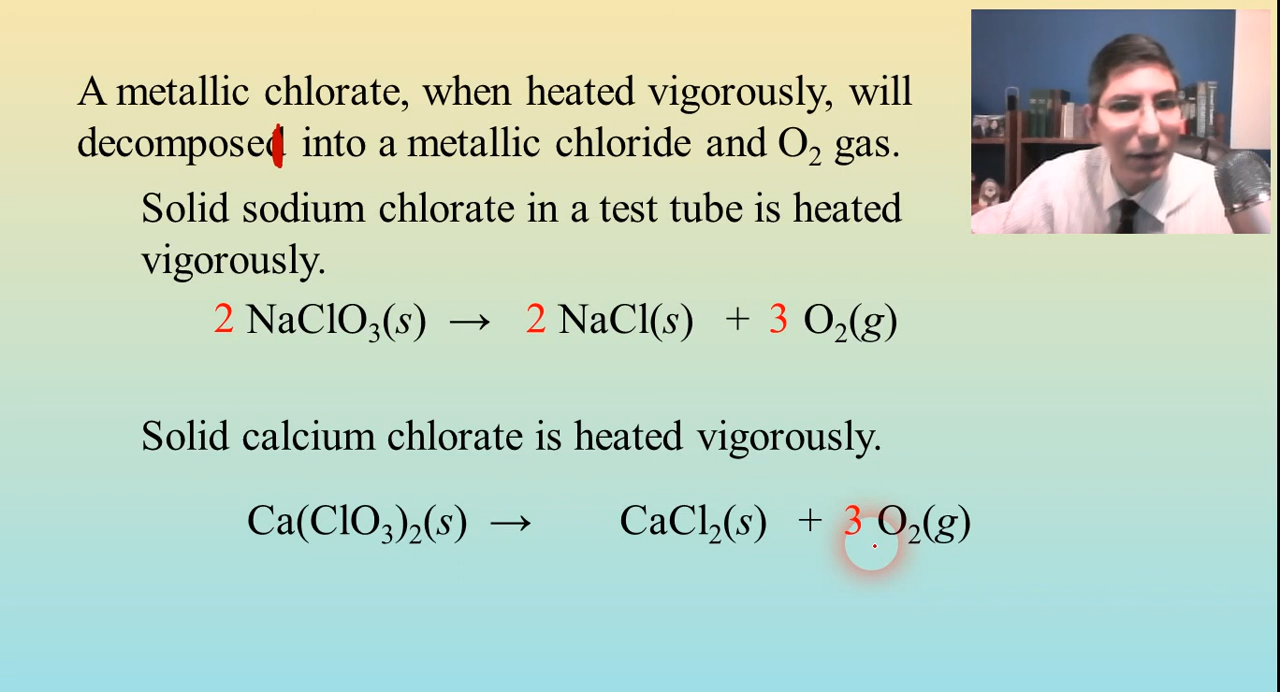 A metallic chlorate, when heated vigorously, will
decomposed into a metallic chloride and O₂ gas.
Solid sodium chlorate in a test tube is heated
vigorously.
2 NaClO₃(s) → 2 NaCl(s) + 3 O₂(g)
Solid calcium chlorate is heated vigorously.
Ca(ClO₃)₂(s) → CaCl₂(s) + 3 O₂(g)